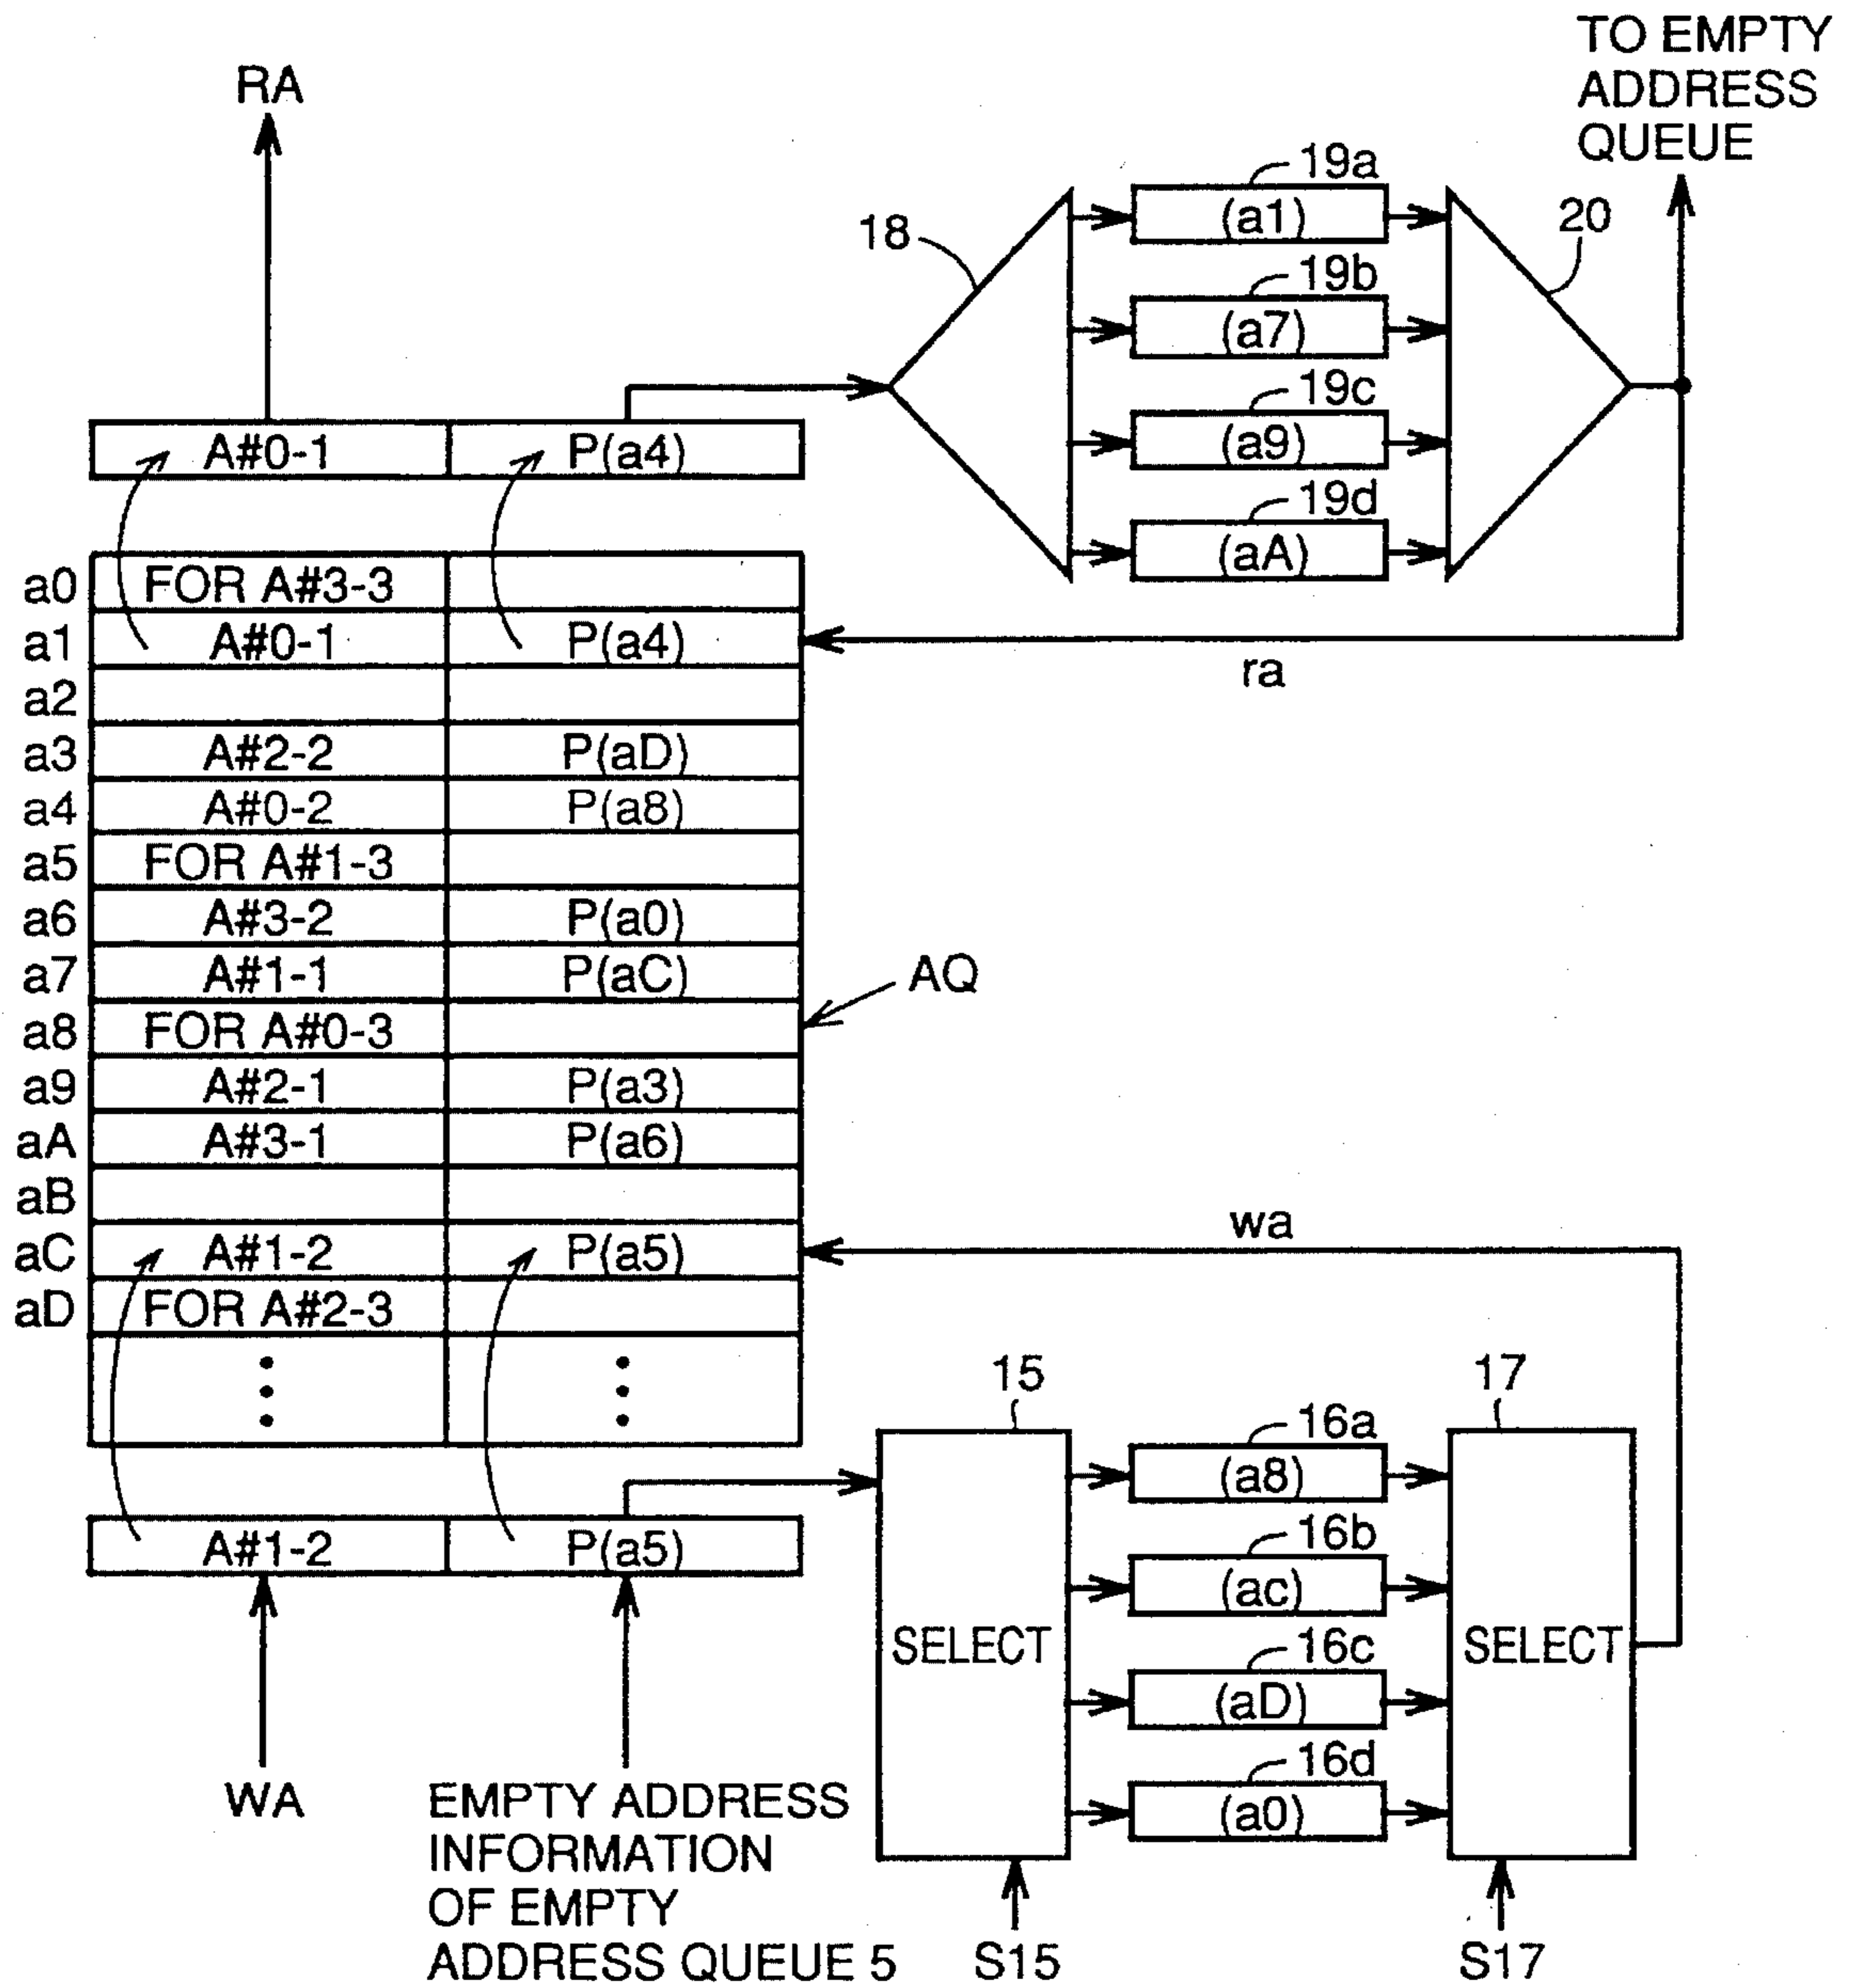 TO EMPTY
ADDRESS
QUEUE
RA
19a
(a1)
18
20
19b
(a7)
19c
(a9)
A#0-1 P(a4)
19d
(aA)
a0 FOR A#3-3
a1 A#0-1 P(a4)
ra
a2
a3 A#2-2 P(aD)
a4 A#0-2 P(a8)
a5 FOR A#1-3
a6 A#3-2 P(a0)
a7 A#1-1 P(aC)
AQ
a8 FOR A#0-3
a9 A#2-1 P(a3)
aA A#3-1 P(a6)
aB
wa
aC A#1-2 P(a5)
aD FOR A#2-3
15
17
16a
(a8)
A#1-2 P(a5)
16b
(ac)
SELECT
SELECT
16c
(aD)
16d
(a0)
WA
EMPTY ADDRESS
INFORMATION
OF EMPTY
ADDRESS QUEUE 5
S15
S17